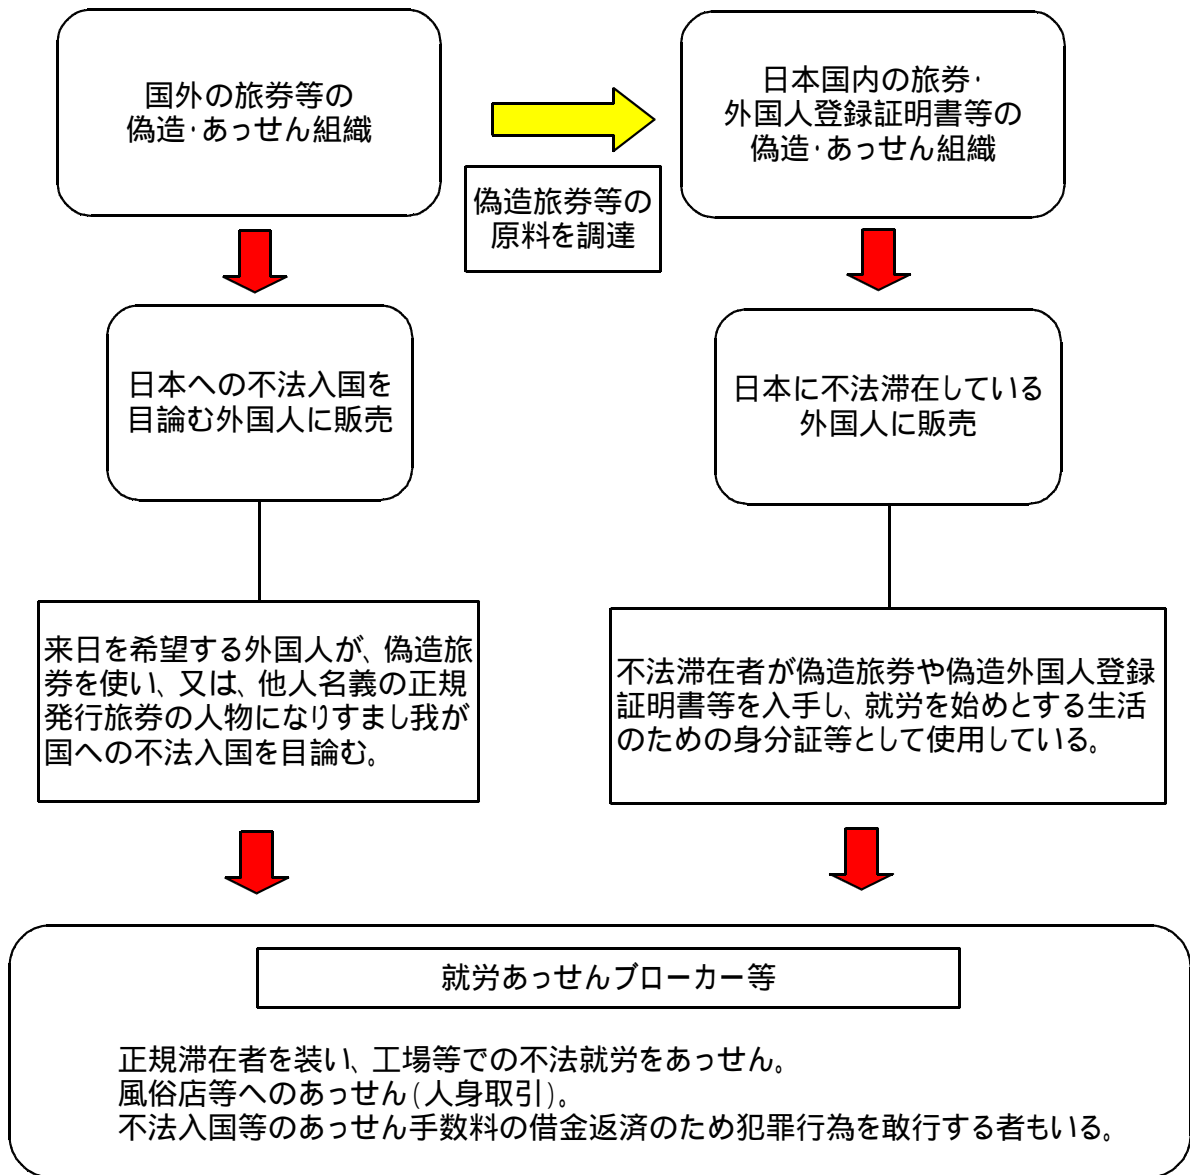 国外の旅券等の
偽造・あっせん組織
日本国内の旅券・
外国人登録証明書等の
偽造・あっせん組織
偽造旅券等の
原料を調達
日本への不法入国を
目論む外国人に販売
日本に不法滞在している
外国人に販売
来日を希望する外国人が、偽造旅
券を使い、又は、他人名義の正規
発行旅券の人物になりすまし我が
国への不法入国を目論む。
不法滞在者が偽造旅券や偽造外国人登録
証明書等を入手し、就労を始めとする生活
のための身分証等として使用している。
就労あっせんブローカー等
正規滞在者を装い、工場等での不法就労をあっせん。
風俗店等へのあっせん(人身取引)。
不法入国等のあっせん手数料の借金返済のため犯罪行為を敢行する者もいる。